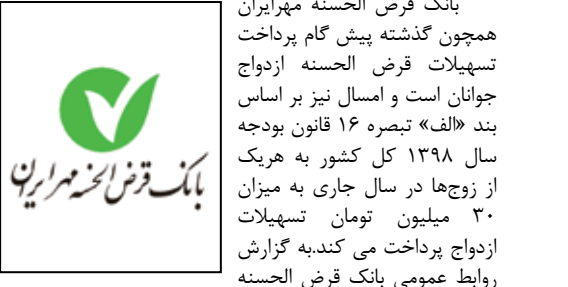 بانک قرض الحسنه مهرایران
همچون گذشته پیش گام پرداخت
تسهیلات قرض الحسنه ازدواج
جوانان است و امسال نیز بر اساس
بند «الف» تبصره ۱۶ قانون بودجه
سال ۱۳۹۸ کل کشور به هریک
از زوج‌ها در سال جاری به میزان
۳۰ میلیون تومان تسهیلات
ازدواج پرداخت می کند.به گزارش
روابط عمومی بانک قرض الحسنه
بانک قرض الحسنه مهر ایران